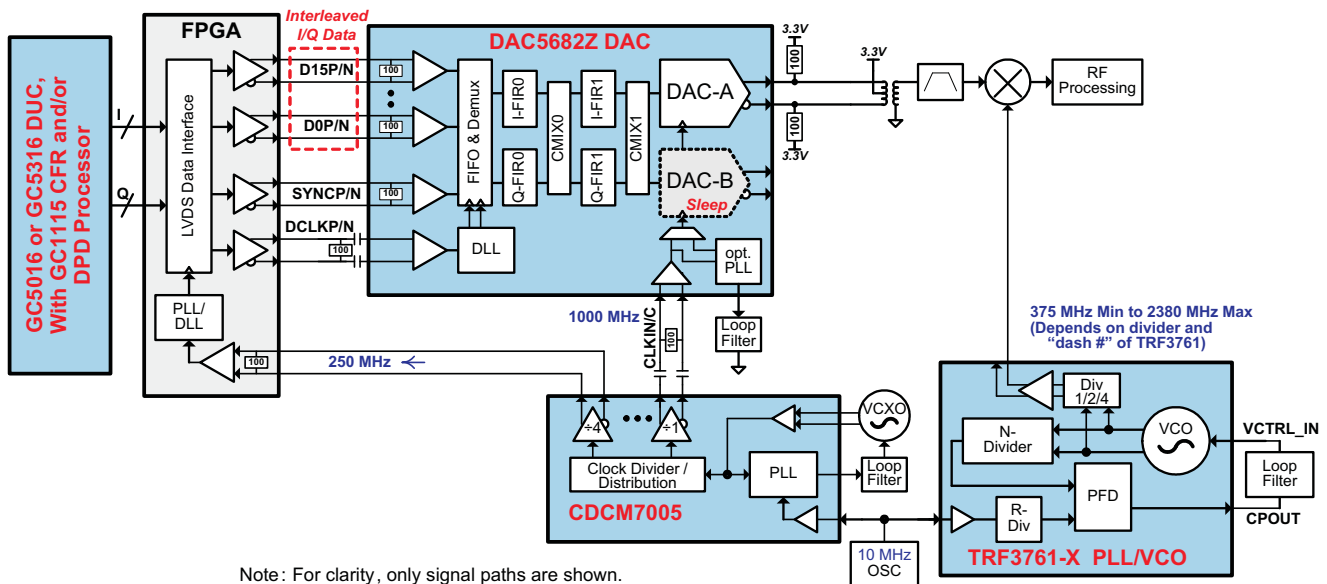 GC5016 or GC5316 DUC,
With GC1115 CFR and/or
DPD Processor
I
Q
FPGA
LVDS Data Interface
PLL/
DLL
100
Interleaved
I/Q Data
D15P/N
100
D0P/N
100
SYNCP/N
100
DCLKP/N
100
DAC5682Z DAC
FIFO & Demux
DLL
I-FIR0
Q-FIR0
CMIX0
I-FIR1
Q-FIR1
CMIX1
DAC-A
DAC-B
Sleep
opt.
PLL
Loop
Filter
3.3V
100
100
3.3V
3.3V
RF
Processing
1000 MHz
CLKIN/C
100
250 MHz
÷4
÷1
Clock Divider /
Distribution
PLL
VCXO
Loop
Filter
CDCM7005
10 MHz
OSC
375 MHz Min to 2380 MHz Max
(Depends on divider and
"dash #" of TRF3761)
Div
1/2/4
N-
Divider
VCO
PFD
R-
Div
VCTRL_IN
Loop
Filter
CPOUT
TRF3761-X PLL/VCO
Note: For clarity, only signal paths are shown.